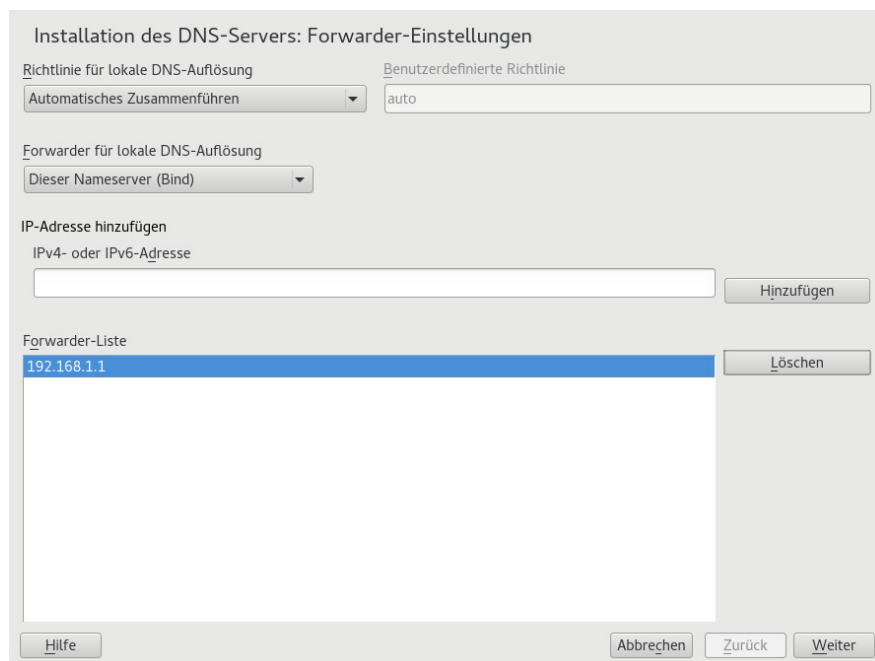 Installation des DNS-Servers: Forwarder-Einstellungen
Richtlinie für lokale DNS-Auflösung
Benutzerdefinierte Richtlinie
Automatisches Zusammenführen
auto
Forwarder für lokale DNS-Auflösung
Dieser Nameserver (Bind)
IP-Adresse hinzufügen
IPv4- oder IPv6-Adresse
Hinzufügen
Forwarder-Liste
192.168.1.1
Löschen
Hilfe
Abbrechen
Zurück
Weiter